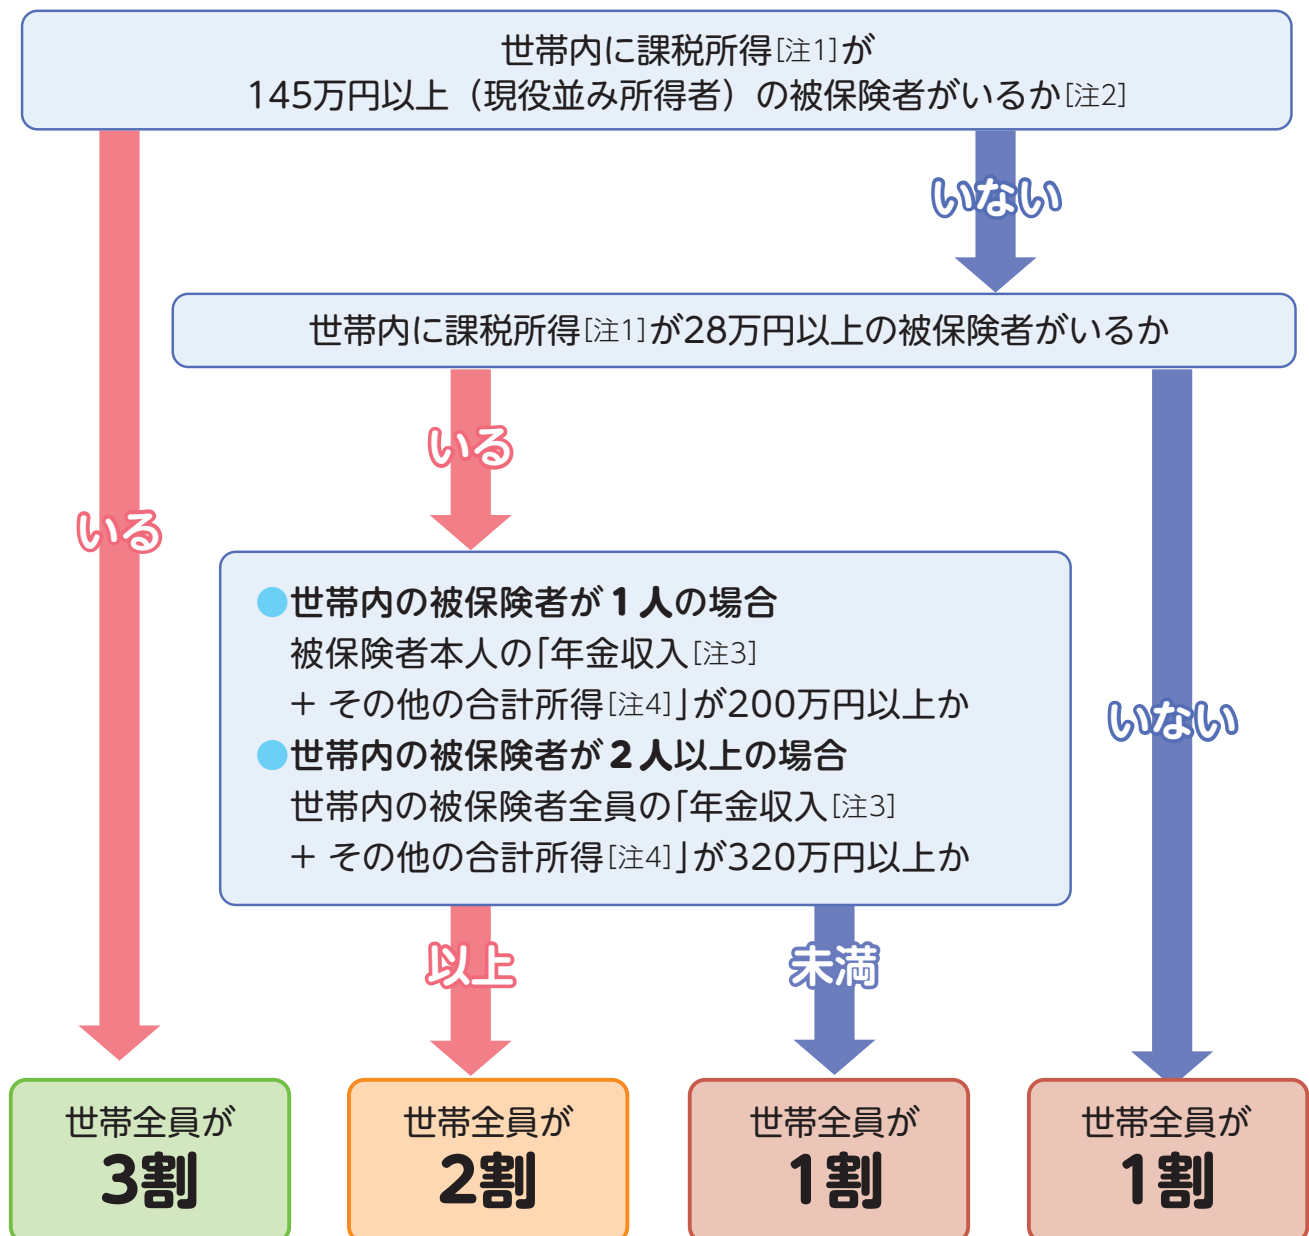 世帯内に課税所得[注1]が
145万円以上（現役並み所得者）の被保険者がいるか[注2]
いない
世帯内に課税所得[注1]が28万円以上の被保険者がいるか
いる
いる
●世帯内の被保険者が1人の場合
被保険者本人の「年金収入[注3]
＋ その他の合計所得[注4]」が200万円以上か
●世帯内の被保険者が2人以上の場合
世帯内の被保険者全員の「年金収入[注3]
＋ その他の合計所得[注4]」が320万円以上か
いない
以上
未満
世帯全員が
3割
世帯全員が
2割
世帯全員が
1割
世帯全員が
1割